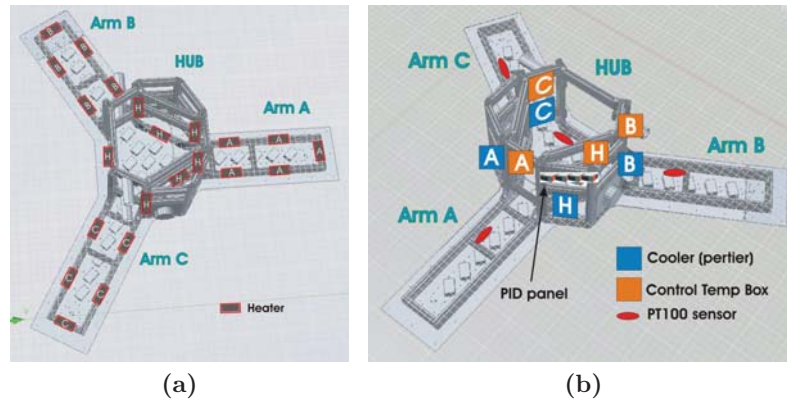 Arm B
B
B
HUB
B
B
B
H
Arm A
H
H
A
A
A
H
H
A
A
H
H
C
C
Arm C
C
C
C
Heater
(a)
Arm C
HUB
C
C
B
A
A
H
B
Arm B
Arm A
H
PID panel
Cooler (pertier)
Control Temp Box
PT100 sensor
(b)